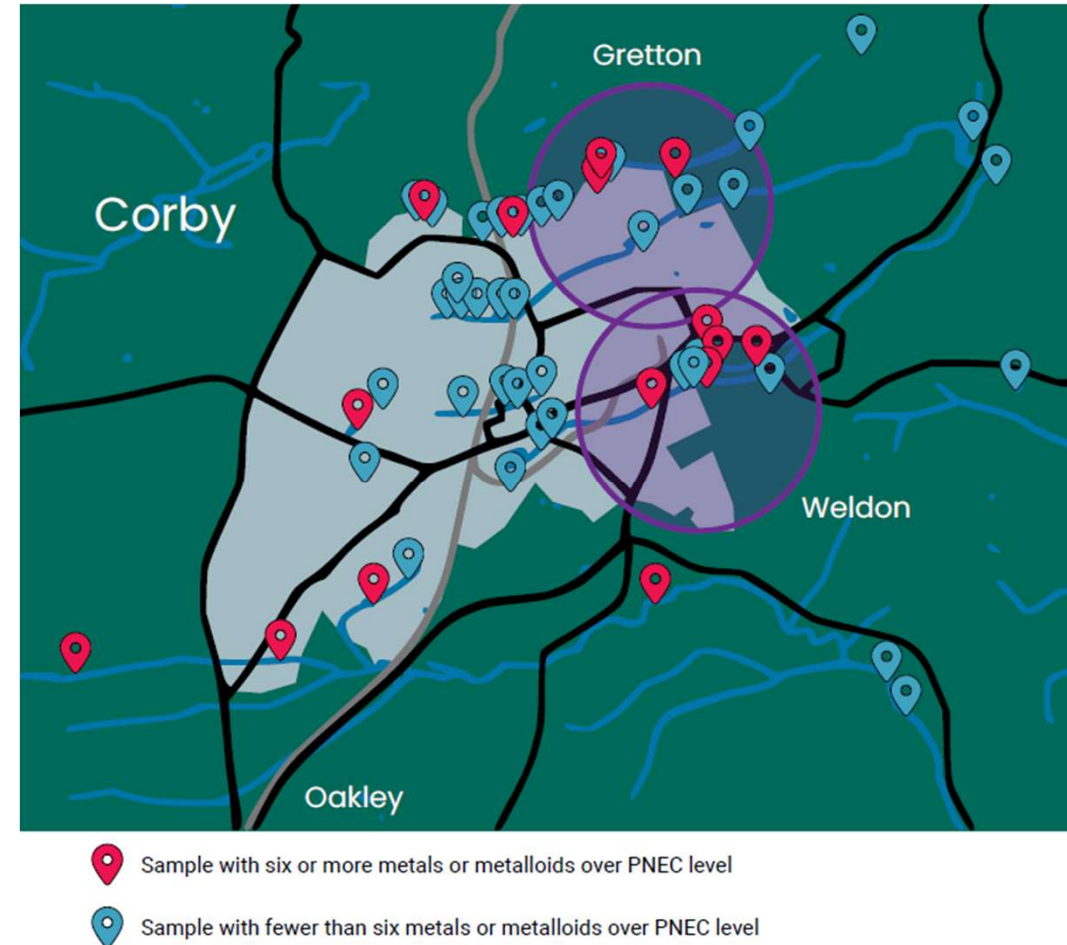 Gretton
Corby
Weldon
Oakley
Sample with six or more metals or metalloids over PNEC level
Sample with fewer than six metals or metalloids over PNEC level